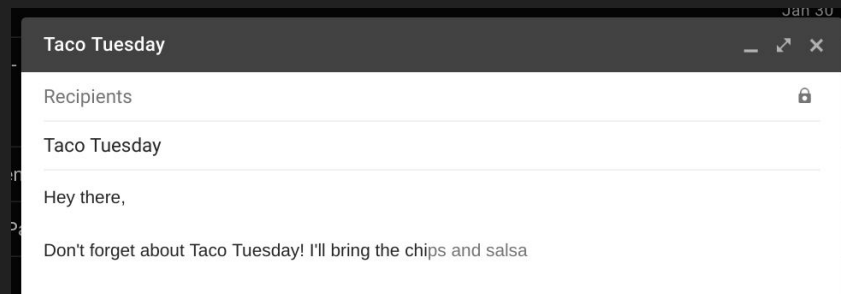 Jan 30
Taco Tuesday
Recipients
Taco Tuesday
Hey there,
Don't forget about Taco Tuesday! I'll bring the chips and salsa